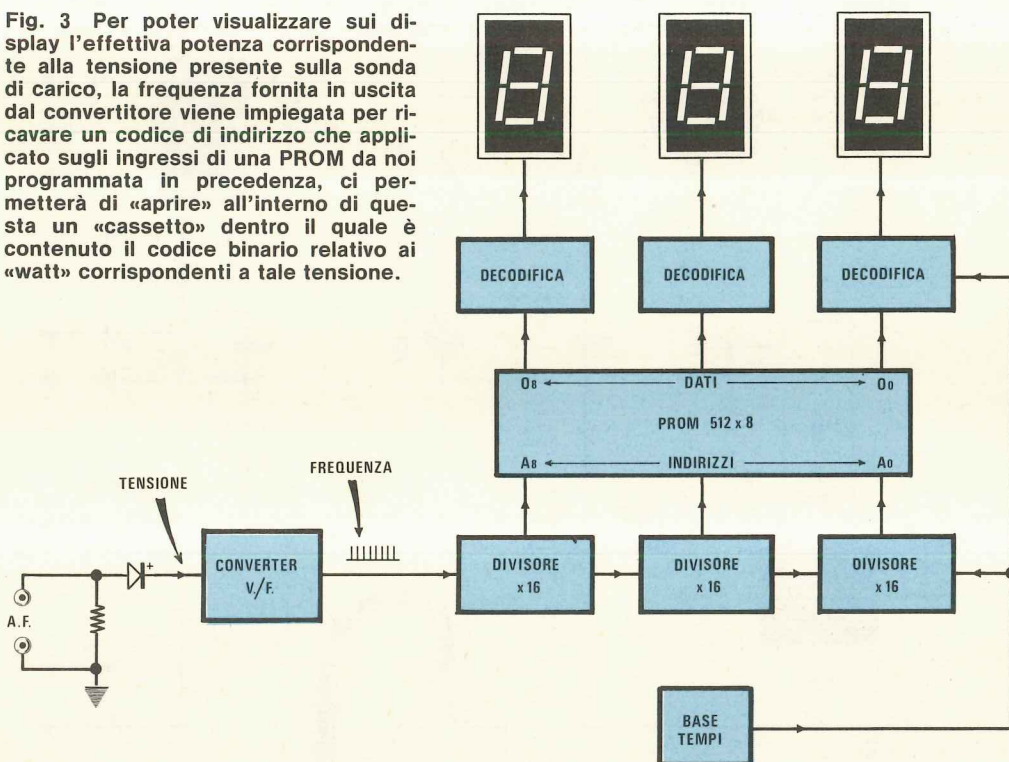 Fig. 3 Per poter visualizzare sui di-
splay l'effettiva potenza corrisponden-
te alla tensione presente sulla sonda
di carico, la frequenza fornita in uscita
dal convertitore viene impiegata per ri-
cavare un codice di indirizzo che appli-
cato sugli ingressi di una PROM da noi
programmata in precedenza, ci per-
metterà di «aprire» all'interno di que-
sta un «cassetto» dentro il quale è
contenuto il codice binario relativo ai
«watt» corrispondenti a tale tensione.
DECODIFICA
DECODIFICA
DECODIFICA
O8 DATI O0
PROM 512 x 8
A8 INDIRIZZI A0
TENSIONE
FREQUENZA
CONVERTER
V./F.
DIVISORE
x 16
DIVISORE
x 16
DIVISORE
x 16
A.F.
+
BASE
TEMPI